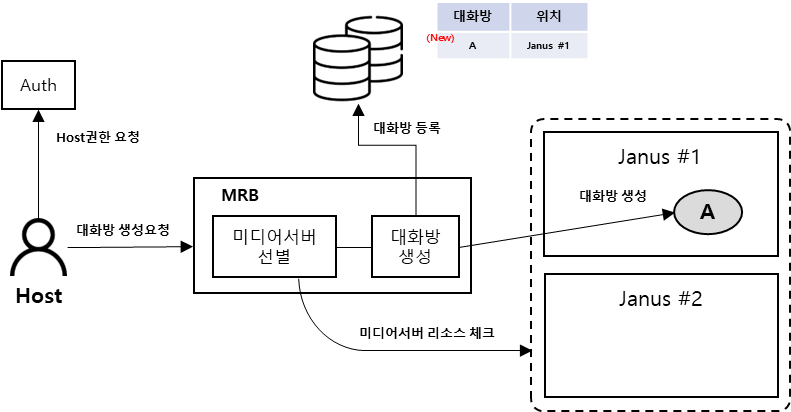 대화방 위치
(New) A Janus #1
Auth
Host권한 요청
대화방 등록
Janus #1
대화방 생성
A
MRB
대화방 생성요청
미디어서버
선별
대화방
생성
Host
Janus #2
미디어서버 리소스 체크